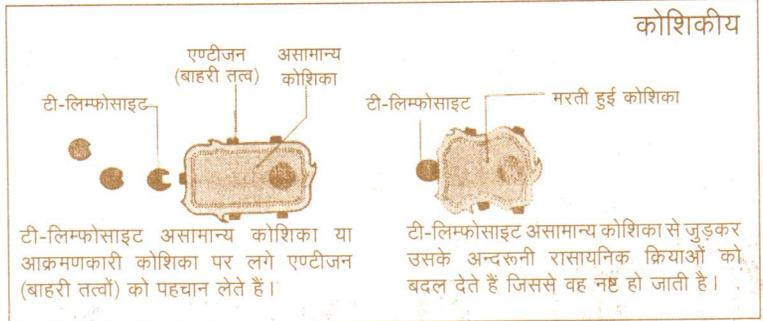 कोशिकीय
एण्टीजन
(बाहरी तत्व)
असामान्य
कोशिका
टी-लिम्फोसाइट
टी-लिम्फोसाइट असामान्य कोशिका या
आक्रमणकारी कोशिका पर लगे एण्टीजन
(बाहरी तत्वों) को पहचान लेते हैं।
टी-लिम्फोसाइट
मरती हुई कोशिका
टी-लिम्फोसाइट असामान्य कोशिका से जुड़कर
उसके अन्दरूनी रासायनिक क्रियाओं को
बदल देते हैं जिससे वह नष्ट हो जाती है।